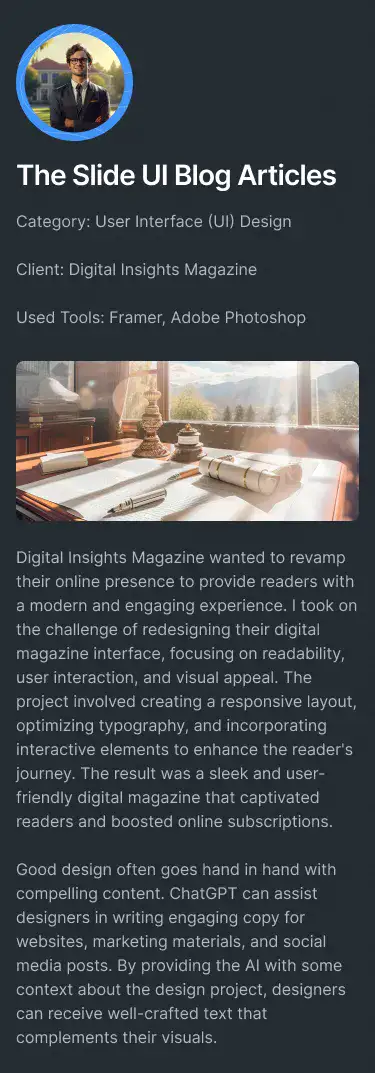 The Slide UI Blog Articles
Category: User Interface (UI) Design
Client: Digital Insights Magazine
Used Tools: Framer, Adobe Photoshop
Digital Insights Magazine wanted to revamp
their online presence to provide readers with
a modern and engaging experience. I took on
the challenge of redesigning their digital
magazine interface, focusing on readability,
user interaction, and visual appeal. The
project involved creating a responsive layout,
optimizing typography, and incorporating
interactive elements to enhance the reader's
journey. The result was a sleek and user-
friendly digital magazine that captivated
readers and boosted online subscriptions.
Good design often goes hand in hand with
compelling content. ChatGPT can assist
designers in writing engaging copy for
websites, marketing materials, and social
media posts. By providing the AI with some
context about the design project, designers
can receive well-crafted text that
complements their visuals.